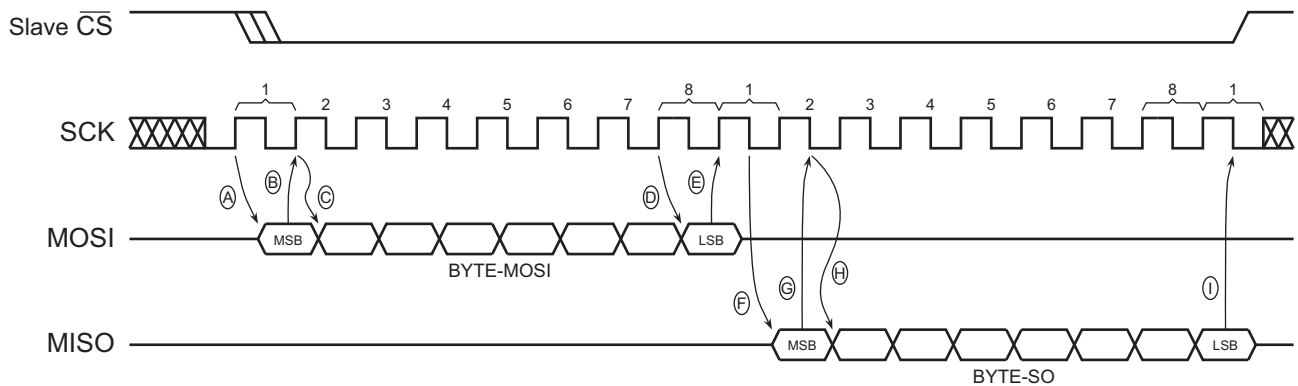 Slave C̅S̅
1 2 3 4 5 6 7 8 1 2 3 4 5 6 7 8 1
SCK
A B C D E
MOSI MSB LSB
BYTE-MOSI
F G H I
MISO MSB LSB
BYTE-SO